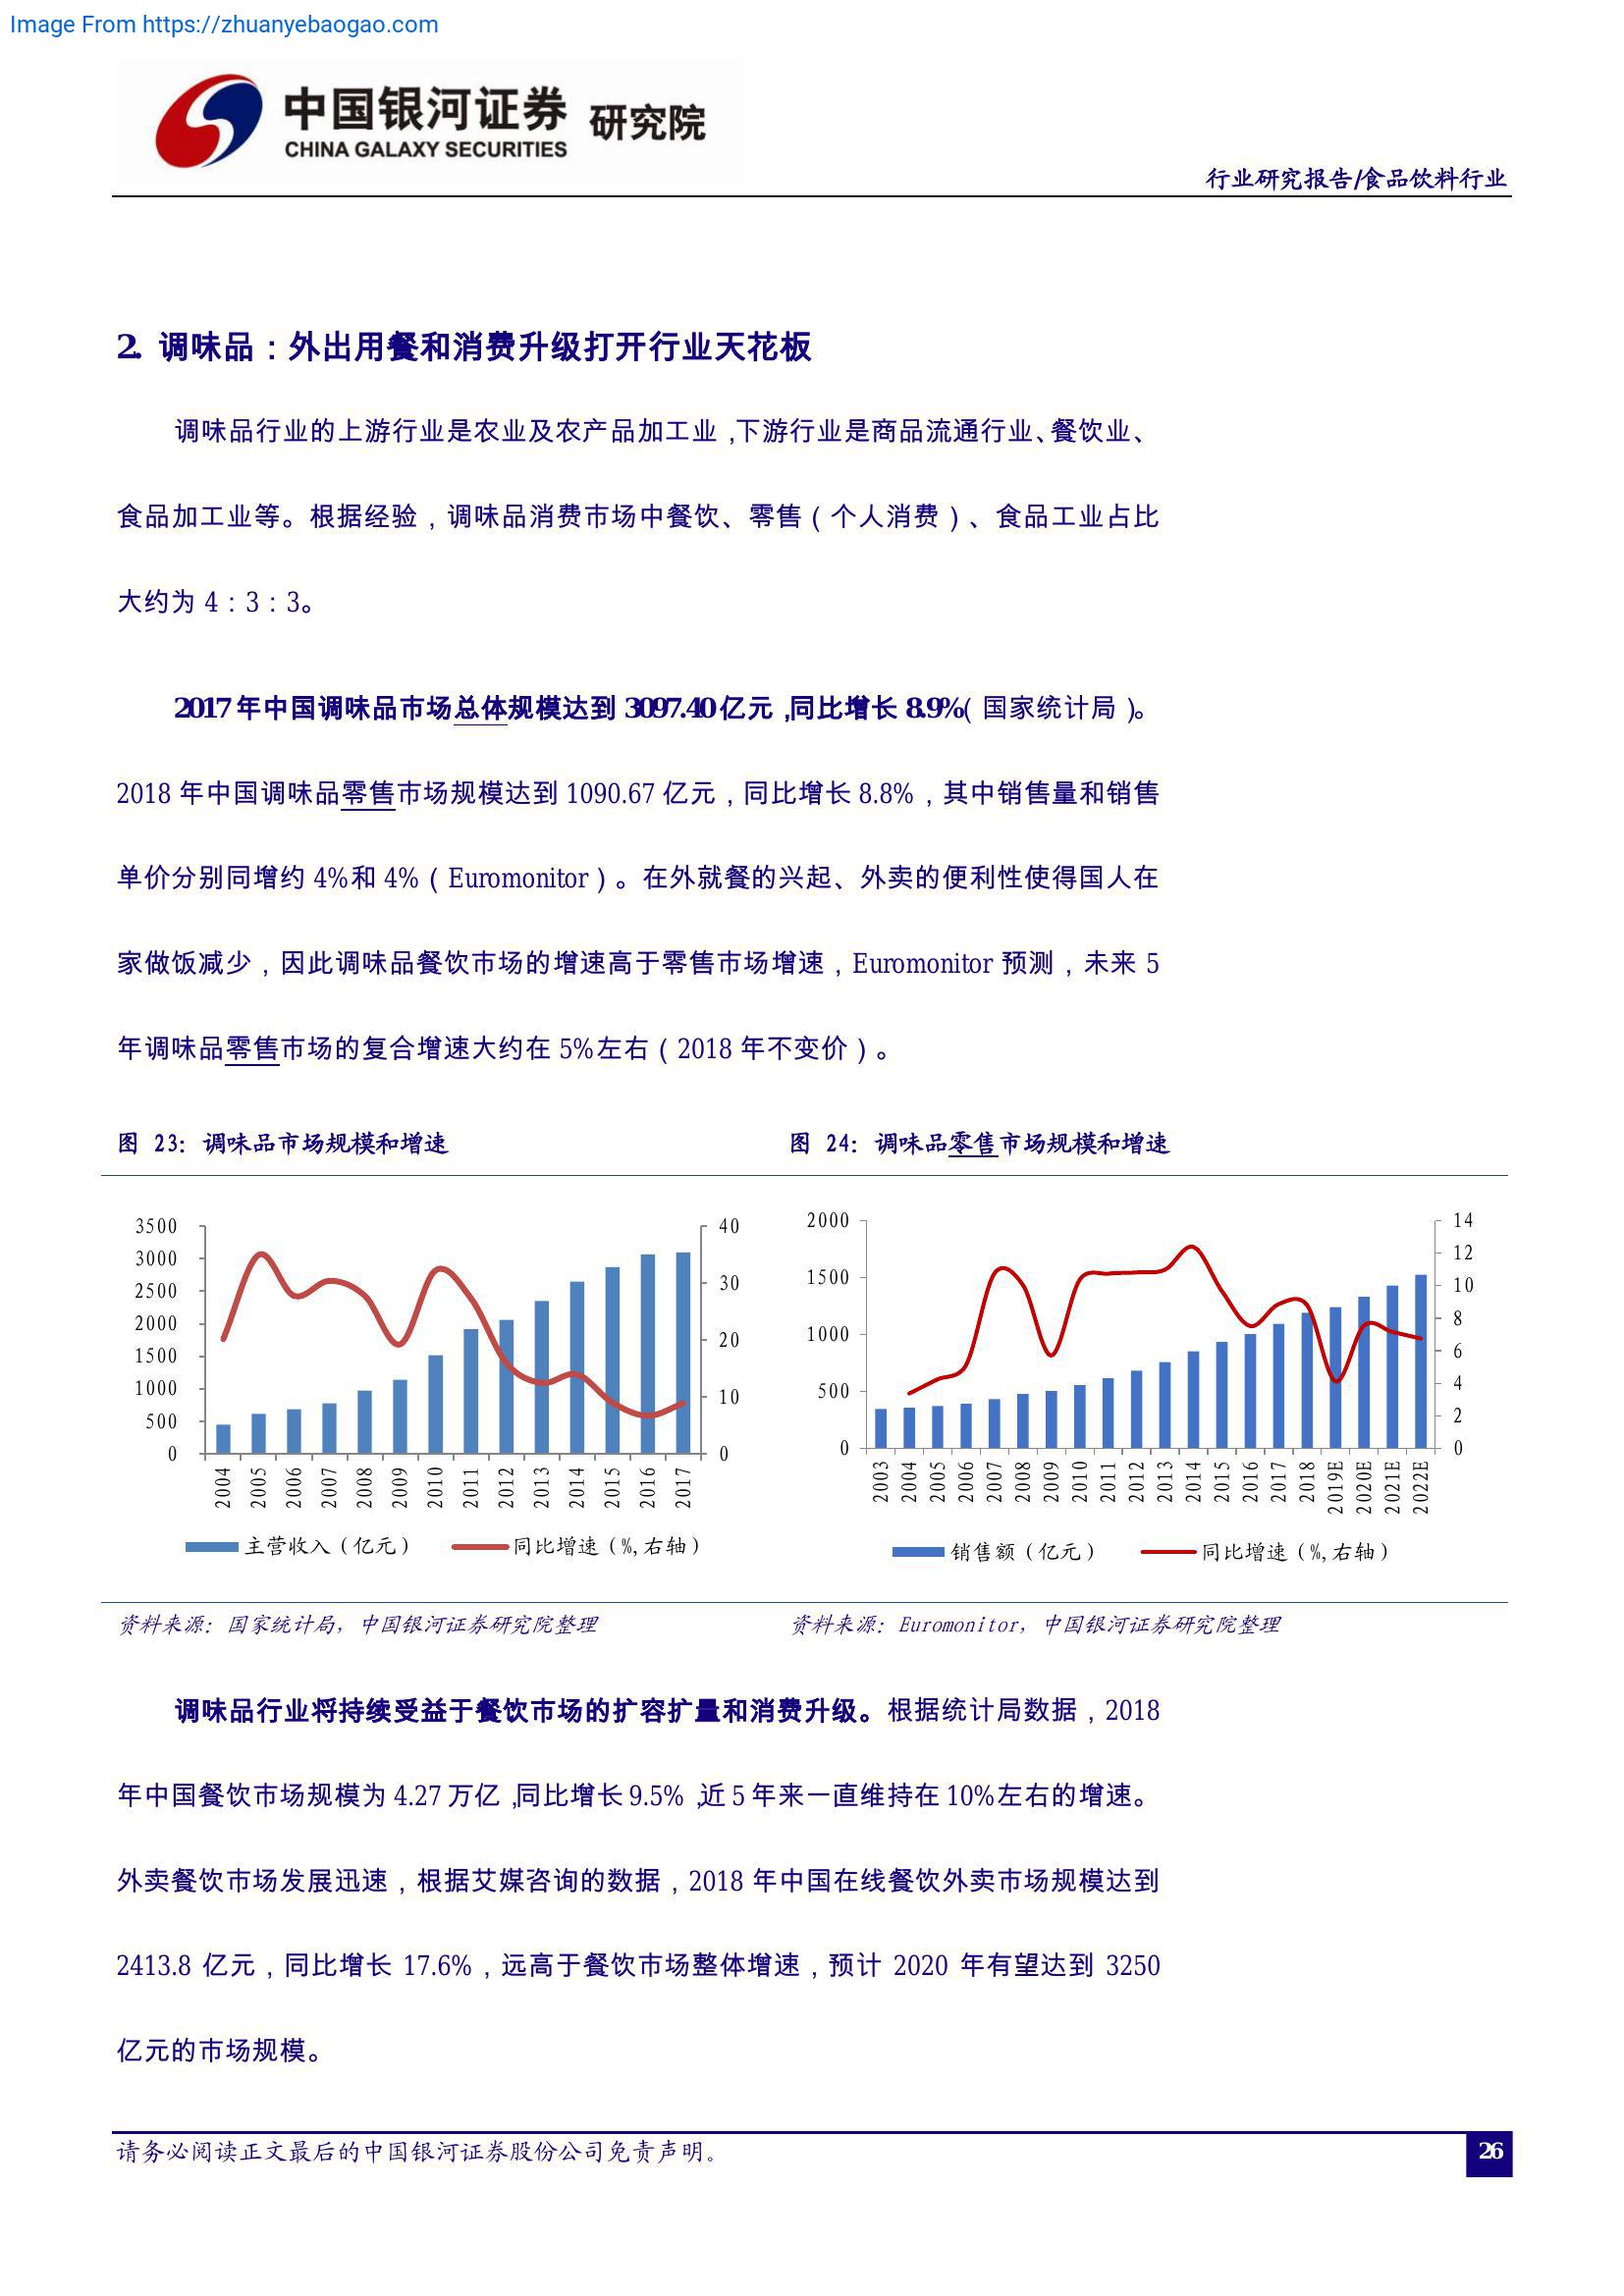 Image From https://zhuanyebaogao.com
中国银河证券 研究院
CHINA GALAXY SECURITIES
行业研究报告/食品饮料行业
2. 调味品：外出用餐和消费升级打开行业天花板
调味品行业的上游行业是农业及农产品加工业，下游行业是商品流通行业、餐饮业、
食品加工业等。根据经验，调味品消费市场中餐饮、零售（个人消费）、食品工业占比
大约为 4：3：3。
2017 年中国调味品市场总体规模达到 3097.40 亿元，同比增长 8.9%（国家统计局）。
2018 年中国调味品零售市场规模达到 1090.67 亿元，同比增长 8.8%，其中销售量和销售
单价分别同增约 4%和 4%（Euromonitor）。在外就餐的兴起、外卖的便利性使得国人在
家做饭减少，因此调味品餐饮市场的增速高于零售市场增速，Euromonitor 预测，未来 5
年调味品零售市场的复合增速大约在 5%左右（2018 年不变价）。
图 23：调味品市场规模和增速
3500
3000
2500
2000
1500
1000
500
0
40
30
20
10
0
2004 2005 2006 2007 2008 2009 2010 2011 2012 2013 2014 2015 2016 2017
主营收入（亿元） 同比增速（%,右轴）
图 24：调味品零售市场规模和增速
2000
1500
1000
500
0
14
12
10
8
6
4
2
0
2003 2004 2005 2006 2007 2008 2009 2010 2011 2012 2013 2014 2015 2016 2017 2018 2019E 2020E 2021E 2022E
销售额（亿元） 同比增速（%,右轴）
资料来源：国家统计局，中国银河证券研究院整理
资料来源：Euromonitor，中国银河证券研究院整理
调味品行业将持续受益于餐饮市场的扩容扩量和消费升级。根据统计局数据，2018
年中国餐饮市场规模为 4.27 万亿，同比增长 9.5%，近 5 年来一直维持在 10%左右的增速。
外卖餐饮市场发展迅速，根据艾媒咨询的数据，2018 年中国在线餐饮外卖市场规模达到
2413.8 亿元，同比增长 17.6%，远高于餐饮市场整体增速，预计 2020 年有望达到 3250
亿元的市场规模。
请务必阅读正文最后的中国银河证券股份公司免责声明。
26